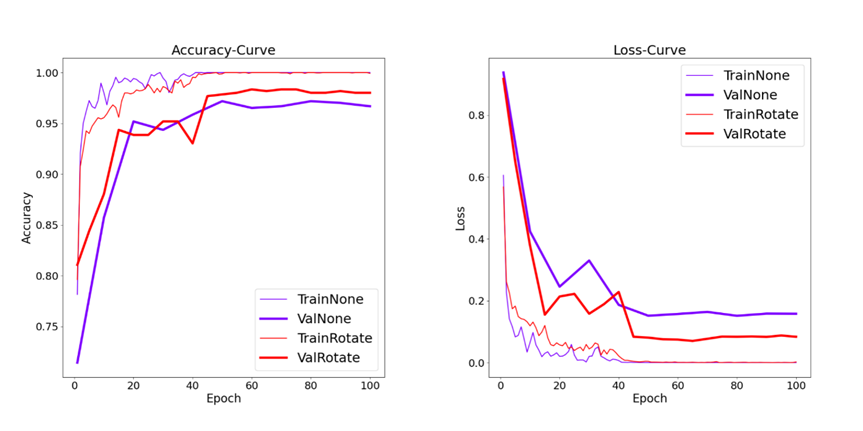 Accuracy-Curve
1.00
0.95
0.90
0.85
0.80
0.75
Accuracy
0 20 40 60 80 100
Epoch
TrainNone
ValNone
TrainRotate
ValRotate
Loss-Curve
0.8
0.6
0.4
0.2
0.0
Loss
0 20 40 60 80 100
Epoch
TrainNone
ValNone
TrainRotate
ValRotate